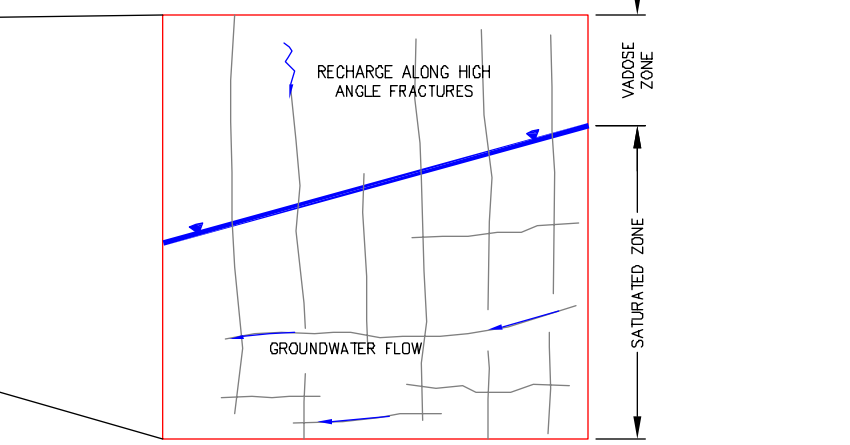 RECHARGE ALONG HIGH
ANGLE FRACTURES
VADOSE
ZONE
SATURATED ZONE
GROUNDWATER FLOW